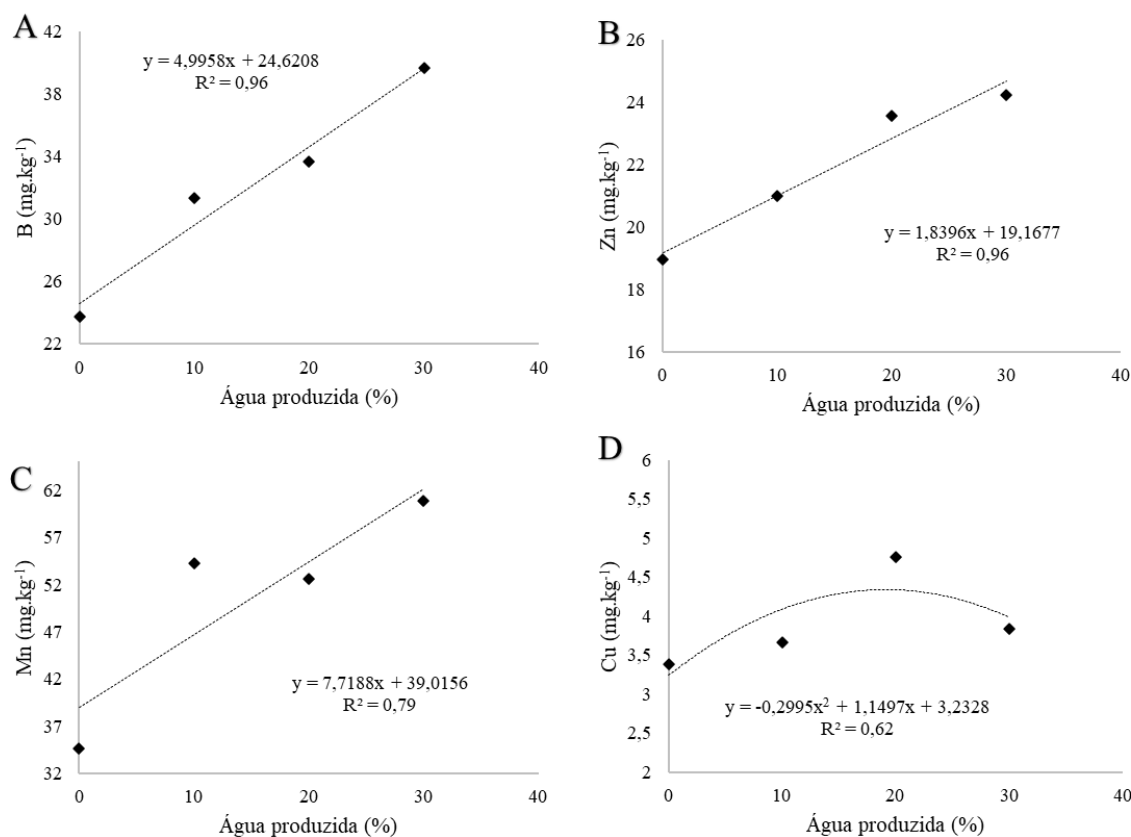 A
42
38
34
30
26
22
B (mg.kg-1)
y = 4,9958x + 24,6208
R² = 0,96
0
10
20
30
40
Água produzida (%)
B
26
24
22
20
18
16
Zn (mg.kg-1)
y = 1,8396x + 19,1677
R² = 0,96
0
10
20
30
40
Água produzida (%)
C
62
57
52
47
42
37
32
Mn (mg.kg-1)
y = 7,7188x + 39,0156
R² = 0,79
0
10
20
30
40
Água produzida (%)
D
6
5,5
5
4,5
4
3,5
3
2,5
2
Cu (mg.kg-1)
y = -0,2995x² + 1,1497x + 3,2328
R² = 0,62
0
10
20
30
40
Água produzida (%)